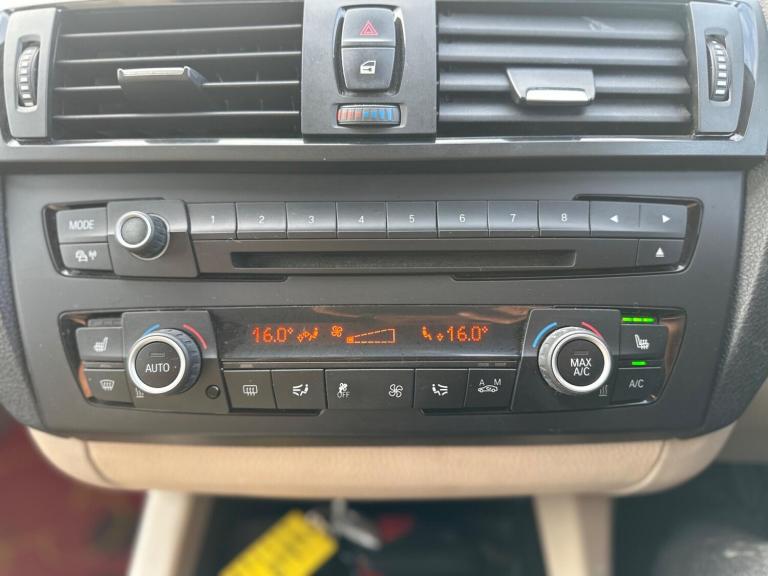 MODE
1 2 3 4 5 6 7 8
16.0° 16.0°
AUTO
OFF
A M
MAX
A/C
A/C